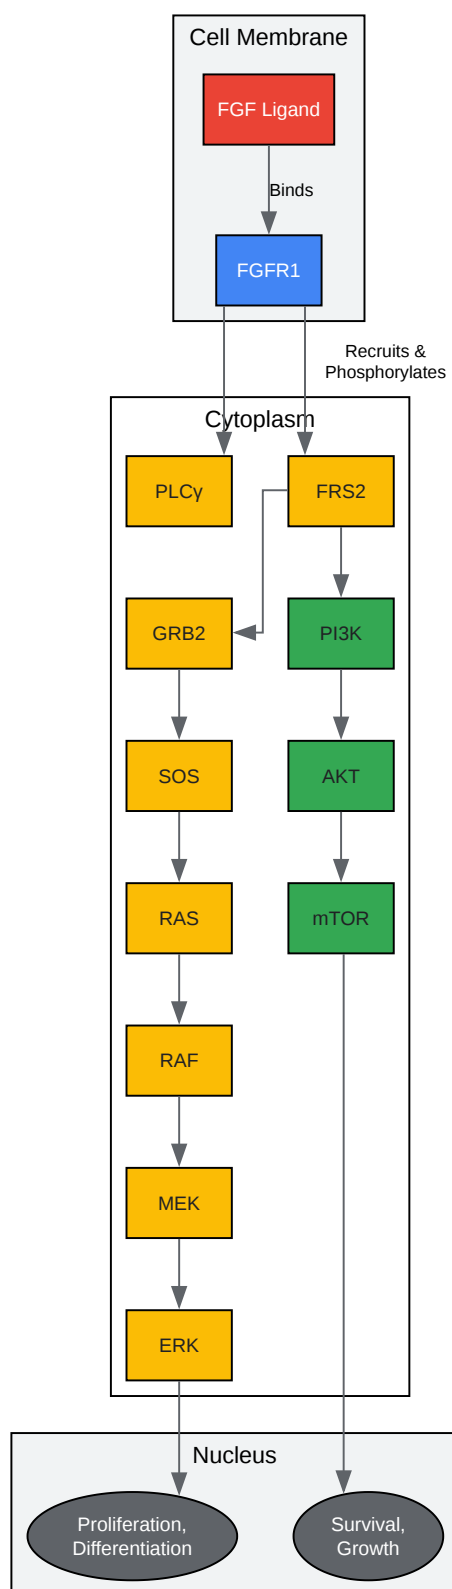 Cell Membrane
FGF Ligand
Binds
FGFR1
Recruits &
Phosphorylates
Cytoplasm
PLCγ
FRS2
GRB2
PI3K
SOS
AKT
RAS
mTOR
RAF
MEK
ERK
Nucleus
Proliferation,
Differentiation
Survival,
Growth